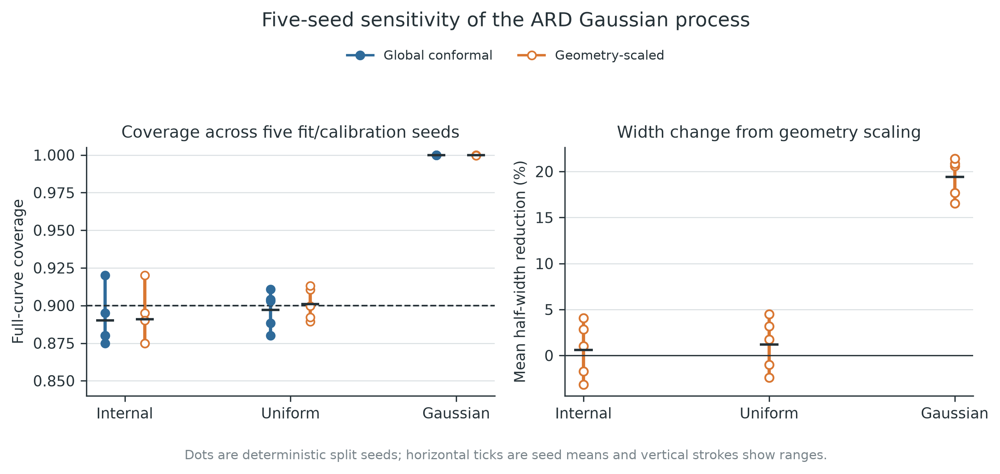 Five-seed sensitivity of the ARD Gaussian process
Global conformal
Geometry-scaled
Coverage across five fit/calibration seeds
Full-curve coverage
1.000
0.975
0.950
0.925
0.900
0.875
0.850
Internal
Uniform
Gaussian
Width change from geometry scaling
Mean half-width reduction (%)
20
15
10
5
0
Internal
Uniform
Gaussian
Dots are deterministic split seeds; horizontal ticks are seed means and vertical strokes show ranges.